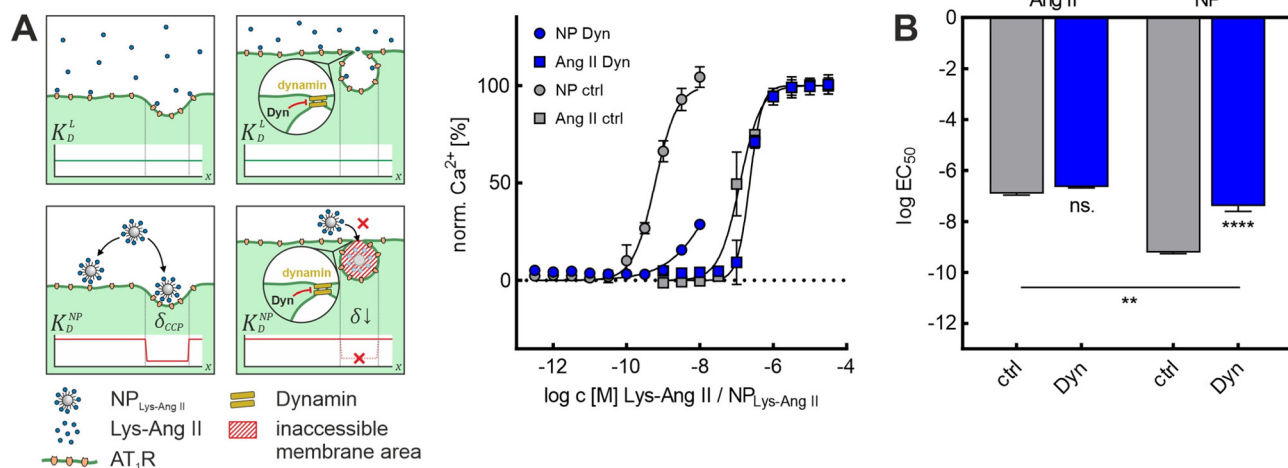 A
K_D^L
x
dynamin
Dyn
K_D^L
x
K_D^NP
δ_CCP
x
dynamin
Dyn
K_D^NP
δ↓
x
NP_Lys-Ang II
Lys-Ang II
AT_1R
Dynamin
inaccessible
membrane area
NP Dyn
Ang II Dyn
NP ctrl
Ang II ctrl
norm. Ca²⁺ [%]
100
50
0
-12
-10
-8
-6
-4
log c [M] Lys-Ang II / NP_Lys-Ang II
B
Ang II
NP
log EC₅₀
0
-2
-4
-6
-8
-10
-12
ns.
****
**
ctrl
Dyn
ctrl
Dyn